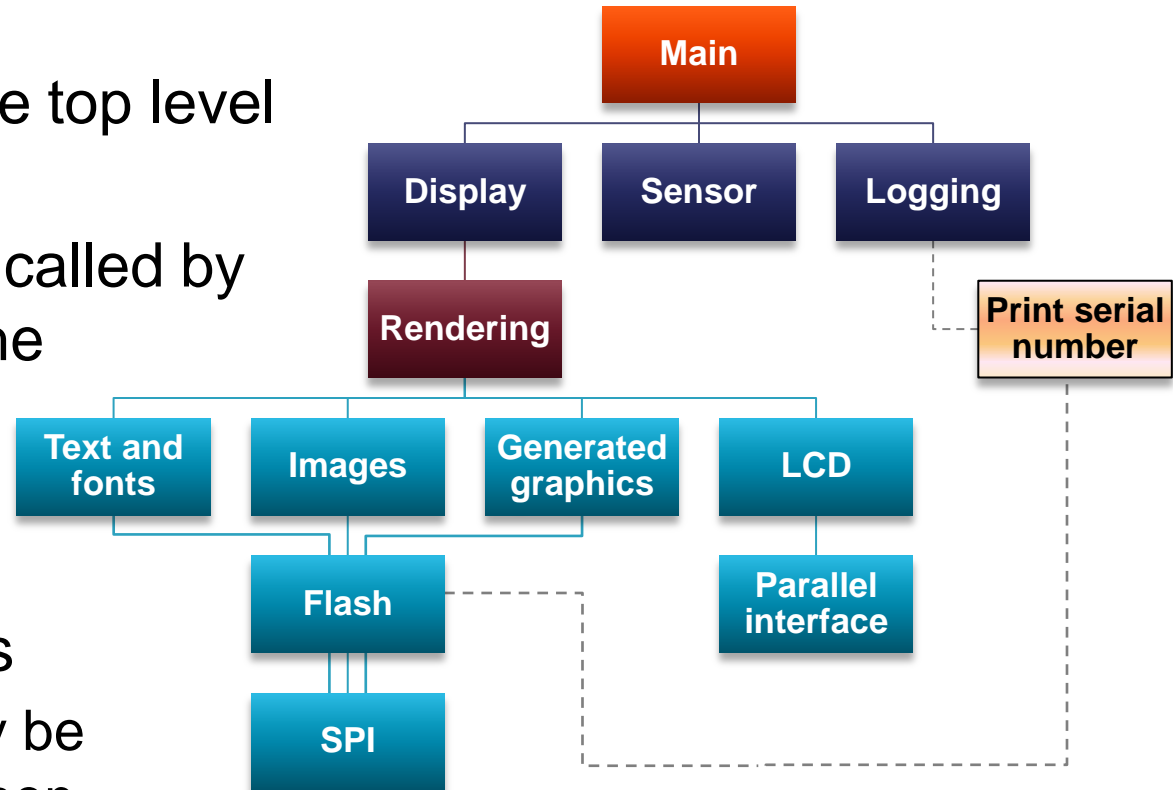 e top level
called by
ne
s
y be
Main
Display
Sensor
Logging
Rendering
Print serial
number
Text and
fonts
Images
Generated
graphics
LCD
Flash
Parallel
interface
SPI